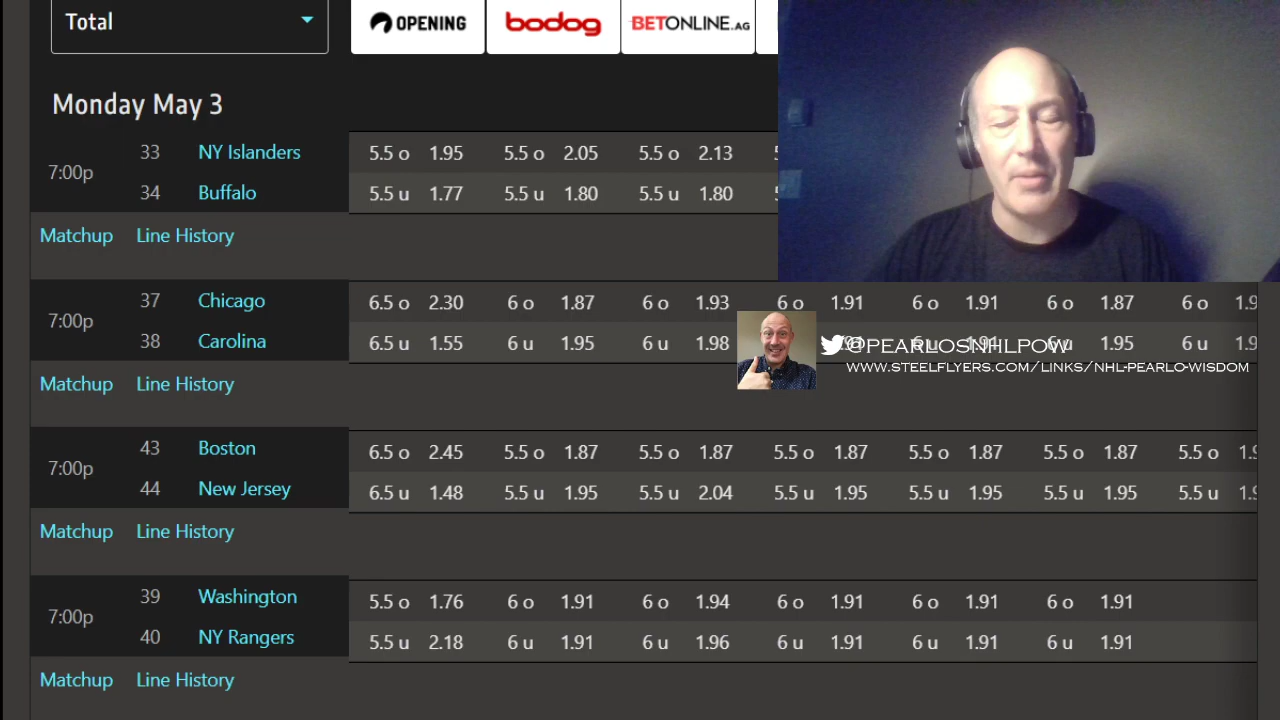 Total
OPENING bodog BETONLINE.AG
Monday May 3
7:00p
33 NY Islanders 5.5 o 1.95 5.5 o 2.05 5.5 o 2.13
34 Buffalo 5.5 u 1.77 5.5 u 1.80 5.5 u 1.80
Matchup Line History
7:00p
37 Chicago 6.5 o 2.30 6 o 1.87 6 o 1.93 6 o 1.91 6 o 1.91 6 o 1.87 6 o
38 Carolina 6.5 u 1.55 6 u 1.95 6 u 1.98 6 u 1.95 6 u
@PEARLOSNHLPOW
WWW.STEELFLYERS.COM/LINKS/NHL-PEARLO-WISDOM
Matchup Line History
7:00p
43 Boston 6.5 o 2.45 5.5 o 1.87 5.5 o 1.87 5.5 o 1.87 5.5 o 1.87 5.5 o 1.87 5.5 o
44 New Jersey 6.5 u 1.48 5.5 u 1.95 5.5 u 2.04 5.5 u 1.95 5.5 u 1.95 5.5 u 1.95 5.5 u
Matchup Line History
7:00p
39 Washington 5.5 o 1.76 6 o 1.91 6 o 1.94 6 o 1.91 6 o 1.91 6 o 1.91
40 NY Rangers 5.5 u 2.18 6 u 1.91 6 u 1.96 6 u 1.91 6 u 1.91 6 u 1.91
Matchup Line History